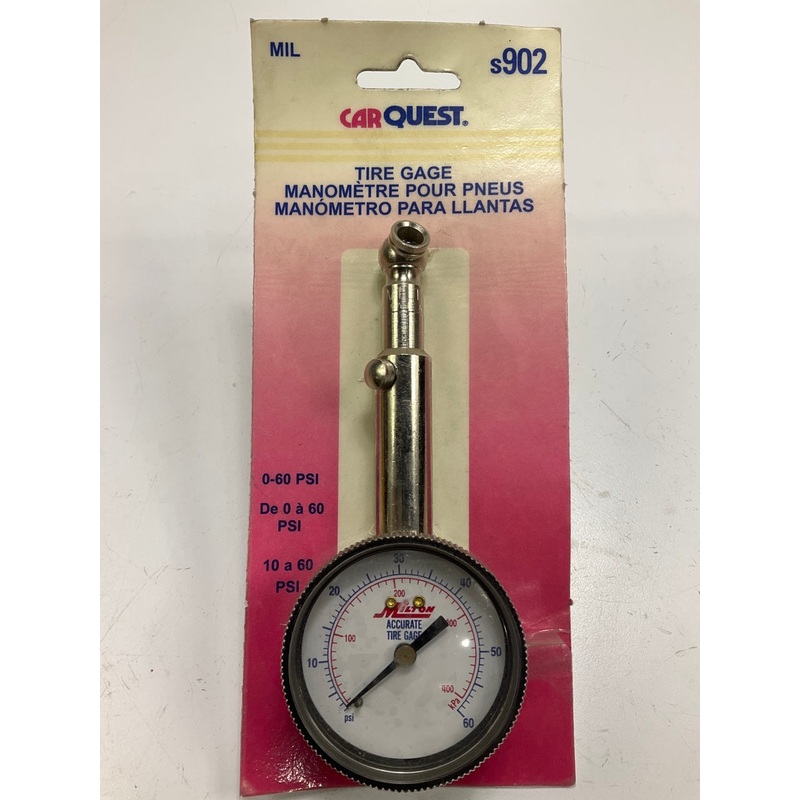 MIL
s902
CARQUEST®
TIRE GAGE
MANOMÈTRE POUR PNEUS
MANÓMETRO PARA LLANTAS
0-60 PSI
De 0 à 60
PSI
10 a 60
PSI
30
20
40
200
MILTON
ACCURATE
TIRE GAGE
100
10
50
400
kPa
psi
60